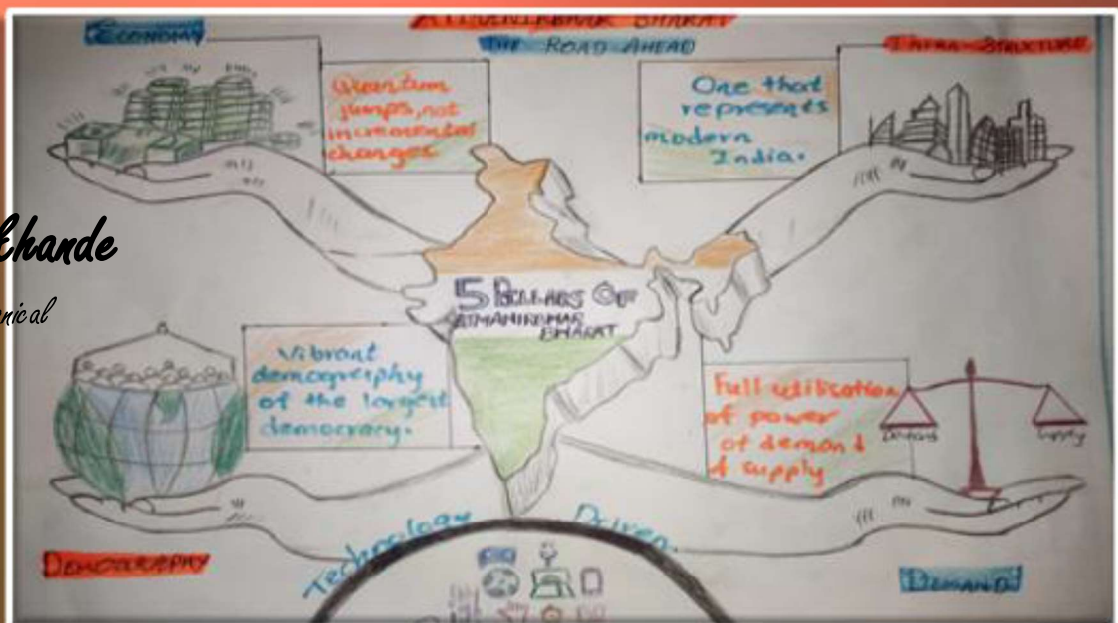 ATMANIRBHAR BHARAT
THE ROAD AHEAD
ECONOMY
INFRA-STRUCTURE
Quantum
jumps, not
incremental
changes
One that
represents
modern
India.
Ekhande
5 PILLARS OF
ATMANIRBHAR
BHARAT
Vibrant
demography
of the largest
democracy.
Full utilisation
of power
of demand
& supply
Demand
Supply
Technology Driven.
DEMOGRAPHY
DEMAND